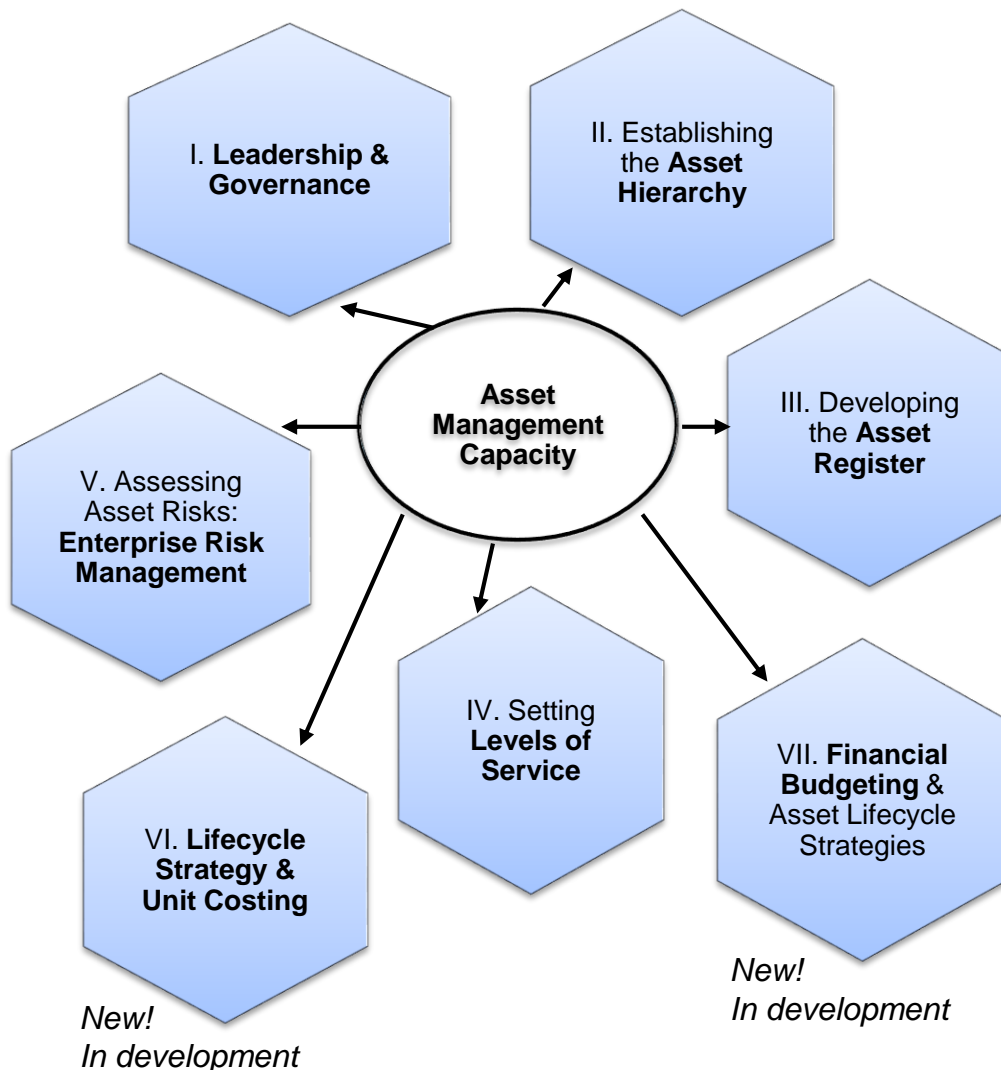 I. Leadership &
Governance
II. Establishing
the Asset
Hierarchy
Asset
Management
Capacity
III. Developing
the Asset
Register
V. Assessing
Asset Risks:
Enterprise Risk
Management
IV. Setting
Levels of
Service
VI. Lifecycle
Strategy &
Unit Costing
VII. Financial
Budgeting &
Asset Lifecycle
Strategies
New!
In development
New!
In development